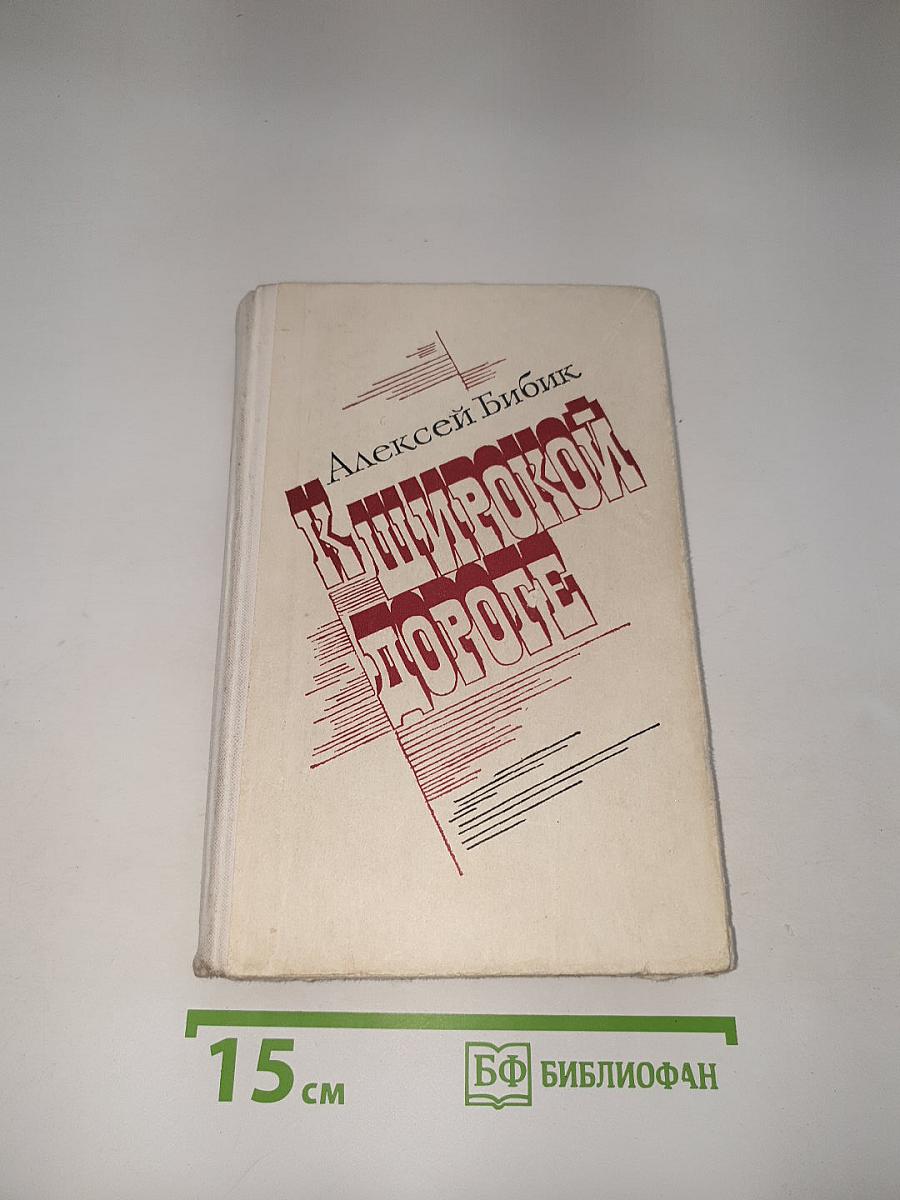 Алексей Бибик
К ШИРОКОЙ
ДОРОГЕ
15 см
БФ БИБЛИОФАН